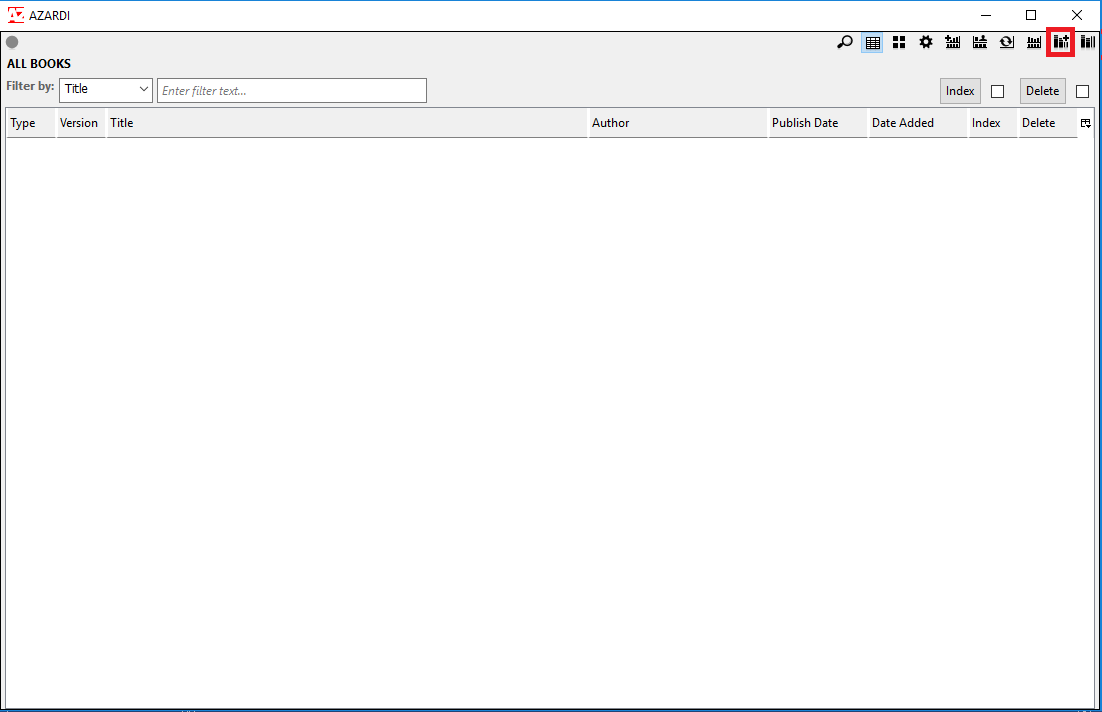 AZ AZARDI
ALL BOOKS
Filter by: Title Enter filter text... Index Delete
Type Version Title Author Publish Date Date Added Index Delete